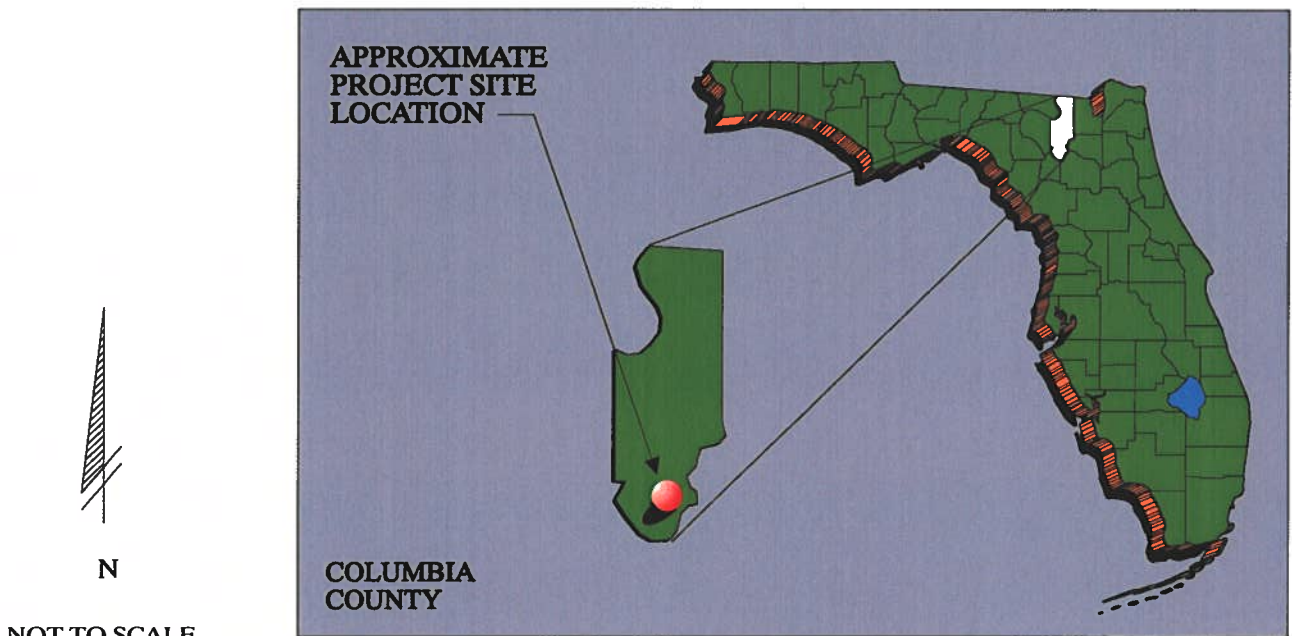 APPROXIMATE
PROJECT SITE
LOCATION
COLUMBIA
COUNTY
N
NOT TO SCALE